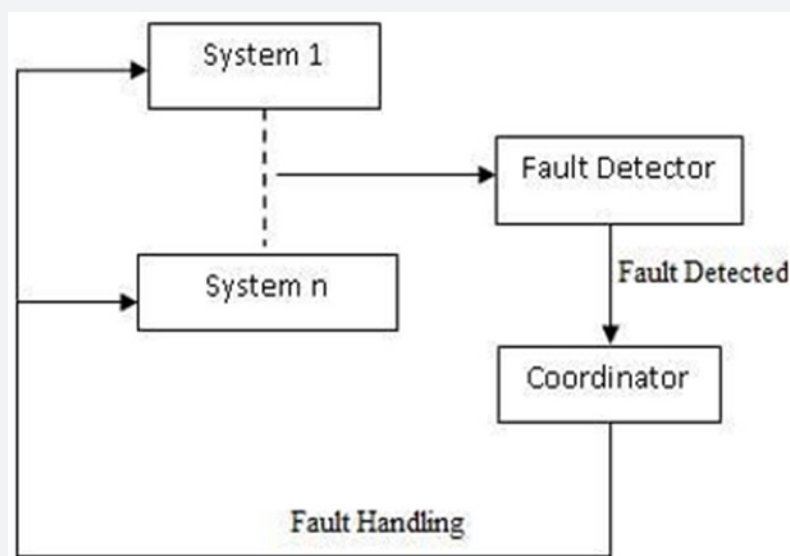 System 1
Fault Detector
Fault Detected
System n
Coordinator
Fault Handling